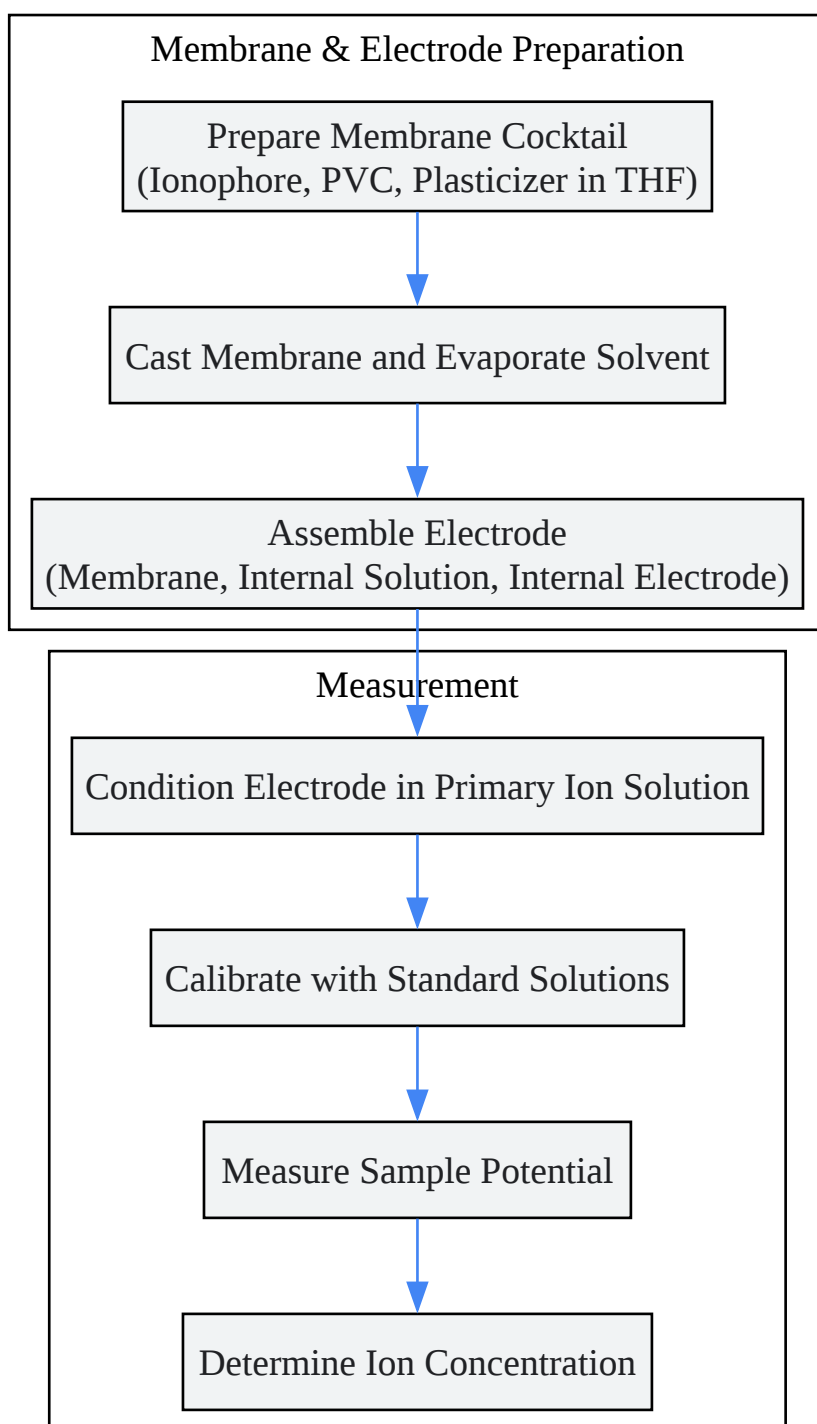 Membrane & Electrode Preparation
Prepare Membrane Cocktail
(Ionophore, PVC, Plasticizer in THF)
Cast Membrane and Evaporate Solvent
Assemble Electrode
(Membrane, Internal Solution, Internal Electrode)
Measurement
Condition Electrode in Primary Ion Solution
Calibrate with Standard Solutions
Measure Sample Potential
Determine Ion Concentration